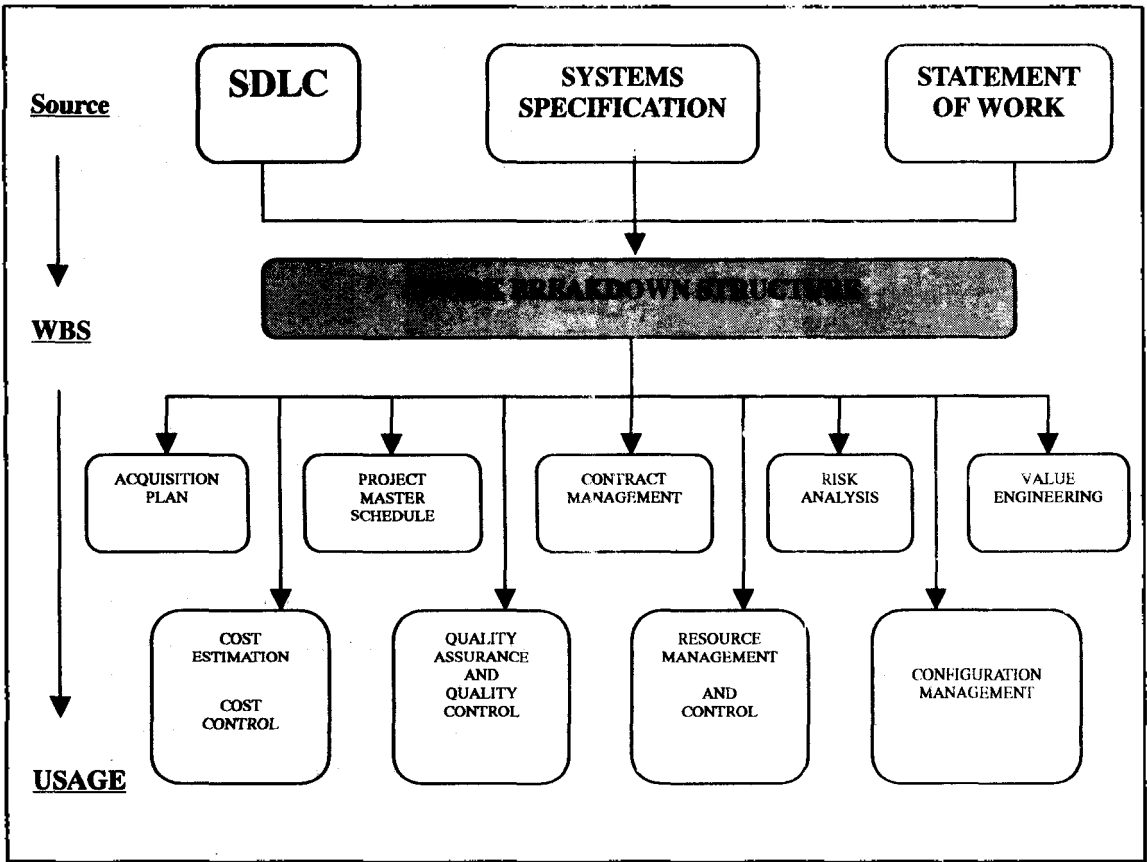 Source
SDLC
SYSTEMS
SPECIFICATION
STATEMENT
OF WORK
WBS
BREAKDOWN STRUCTURE
ACQUISITION
PLAN
PROJECT
MASTER
SCHEDULE
CONTRACT
MANAGEMENT
RISK
ANALYSIS
VALUE
ENGINEERING
COST
ESTIMATION
COST
CONTROL
QUALITY
ASSURANCE
AND
QUALITY
CONTROL
RESOURCE
MANAGEMENT
AND
CONTROL
CONFIGURATION
MANAGEMENT
USAGE